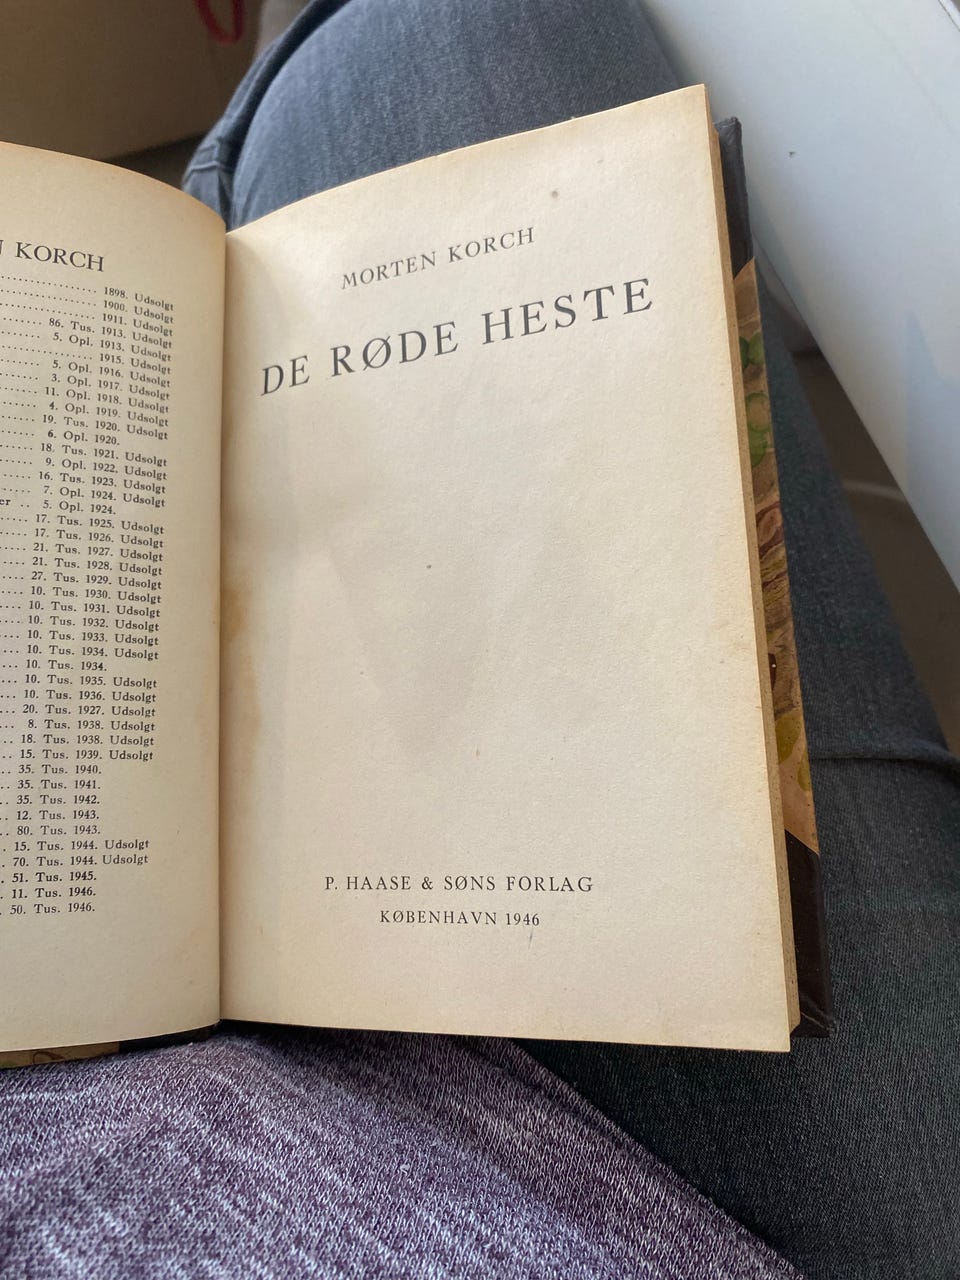 KORCH
1898. Udsolgt
1900. Udsolgt
1911. Udsolgt
86. Tus. 1913. Udsolgt
5. Opl. 1913. Udsolgt
1915. Udsolgt
5. Opl. 1916. Udsolgt
3. Opl. 1917. Udsolgt
11. Opl. 1918. Udsolgt
4. Opl. 1919. Udsolgt
19. Tus. 1920. Udsolgt
6. Opl. 1920.
18. Tus. 1921. Udsolgt
9. Opl. 1922. Udsolgt
16. Tus. 1923. Udsolgt
7. Opl. 1924. Udsolgt
er .. 5. Opl. 1924.
17. Tus. 1925. Udsolgt
17. Tus. 1926. Udsolgt
21. Tus. 1927. Udsolgt
21. Tus. 1928. Udsolgt
27. Tus. 1929. Udsolgt
10. Tus. 1930. Udsolgt
10. Tus. 1931. Udsolgt
10. Tus. 1932. Udsolgt
10. Tus. 1933. Udsolgt
10. Tus. 1934. Udsolgt
10. Tus. 1934.
10. Tus. 1935. Udsolgt
10. Tus. 1936. Udsolgt
20. Tus. 1927. Udsolgt
8. Tus. 1938. Udsolgt
18. Tus. 1938. Udsolgt
15. Tus. 1939. Udsolgt
35. Tus. 1940.
35. Tus. 1941.
35. Tus. 1942.
12. Tus. 1943.
80. Tus. 1943.
15. Tus. 1944. Udsolgt
70. Tus. 1944. Udsolgt
51. Tus. 1945.
11. Tus. 1946.
50. Tus. 1946.
MORTEN KORCH
DE RØDE HESTE
P. HAASE & SØNS FORLAG
KØBENHAVN 1946